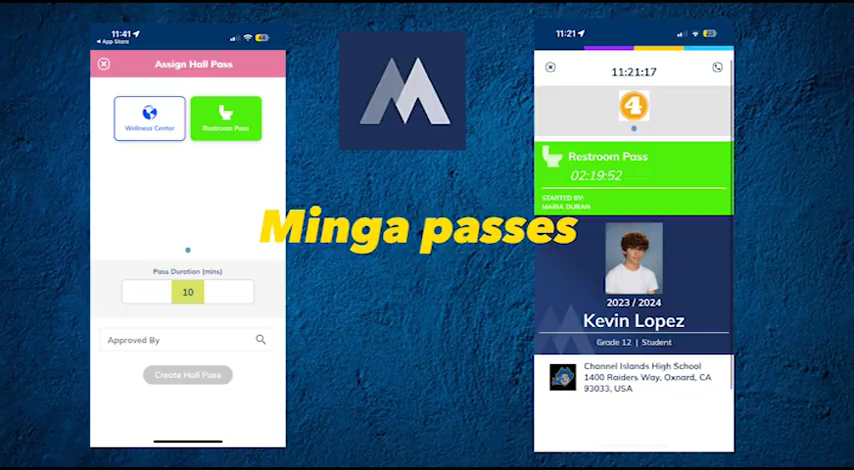 11:41
App Store
48
Assign Hall Pass
Wellness Center
Restroom Pass
Pass Duration (mins)
10
Approved By
Create Hall Pass
Minga passes
11:21
23
11:21:17
4
Restroom Pass
02:19:52
STARTED BY:
MARIA DURAN
2023 / 2024
Kevin Lopez
Grade 12 | Student
Channel Islands High School
1400 Raiders Way, Oxnard, CA
93033, USA